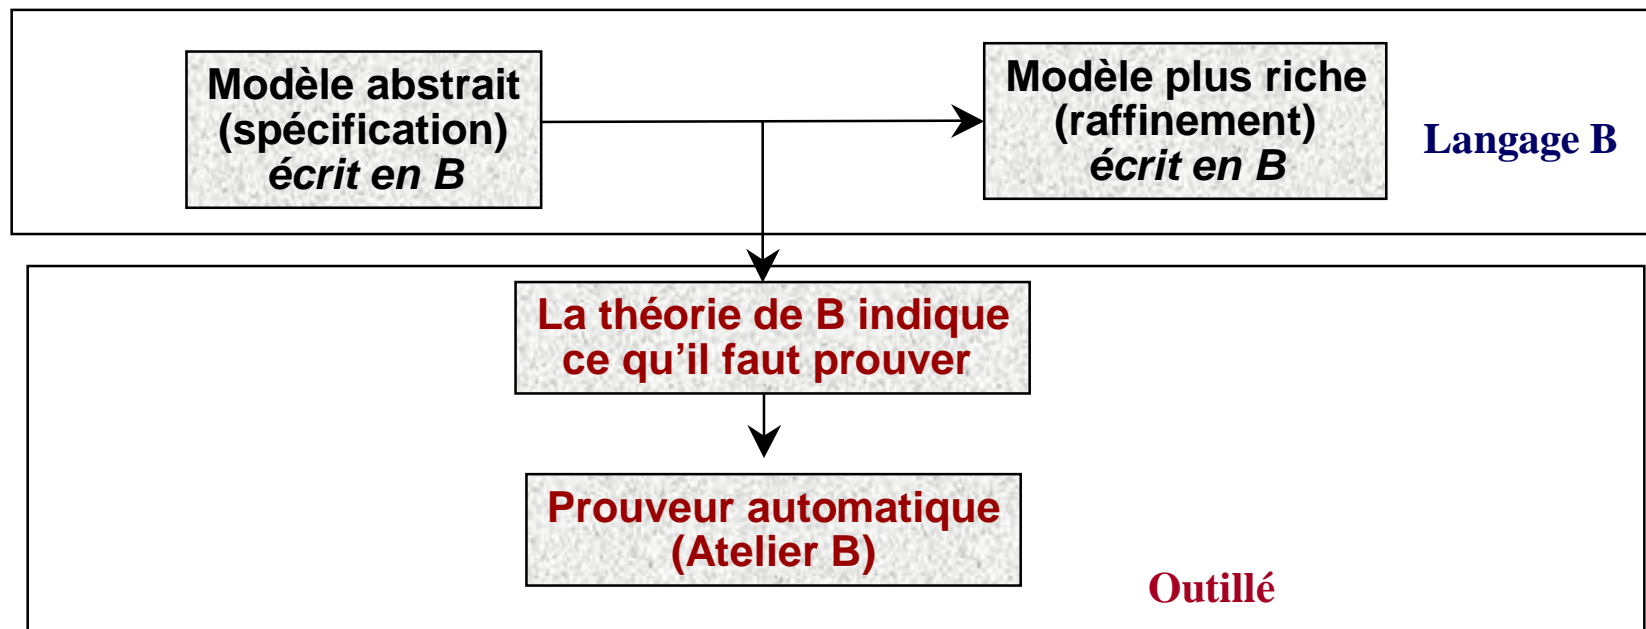 Modèle abstrait
(spécification)
écrit en B
Modèle plus riche
(raffinement)
écrit en B
Langage B
La théorie de B indique
ce qu’il faut prouver
Prouveur automatique
(Atelier B)
Outillé